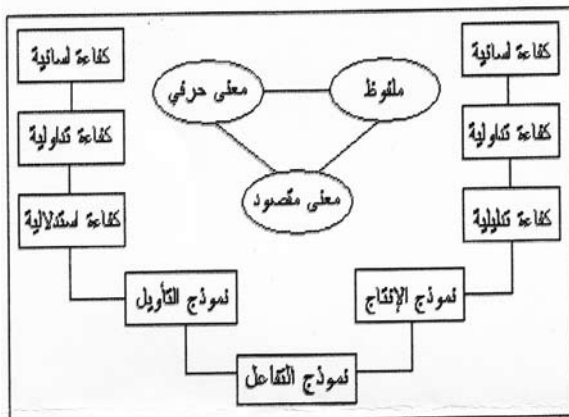 كفاءة لسانية
كفاءة لسانية
ملفوظ
معنى حرفي
كفاءة تداولية
كفاءة تداولية
معنى مقصود
كفاءة تدليلية
كفاءة استدلالية
نموذج الإنتاج
نموذج التأويل
نموذج التفاعل